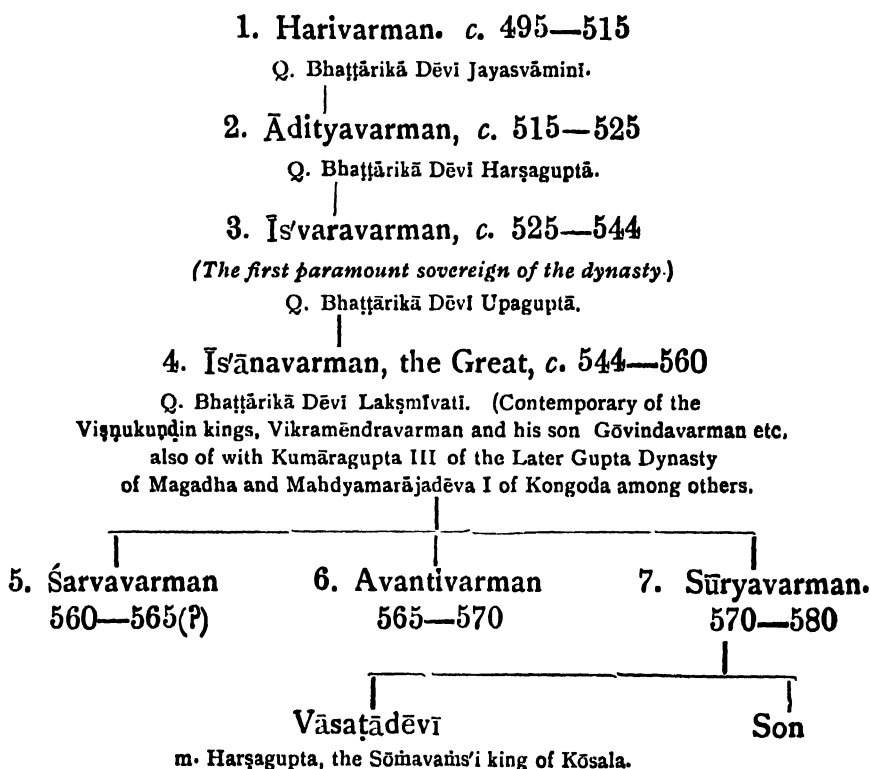 1. Harivarman. c. 495—515
Q. Bhaṭṭārikā Dēvī Jayasvāminī.
2. Ādityavarman, c. 515—525
Q. Bhaṭṭārikā Dēvī Harṣaguptā.
3. Īs'varavarman, c. 525—544
(The first paramount sovereign of the dynasty.)
Q. Bhaṭṭārikā Dēvī Upaguptā.
4. Īs'ānavarman, the Great, c. 544—560
Q. Bhaṭṭārikā Dēvī Lakṣmīvatī. (Contemporary of the
Viṣṇukuṇḍin kings, Vikramēndravarman and his son Gōvindavarman etc.
also of with Kumāragupta III of the Later Gupta Dynasty
of Magadha and Mahdyamarājadēva I of Kongoda among others.
5. Śarvavarman 6. Avantivarman 7. Sūryavarman.
560—565(?) 565—570 570—580
Vāsaṭādēvī Son
m. Harṣagupta, the Sōmavaṁs'i king of Kōsala.